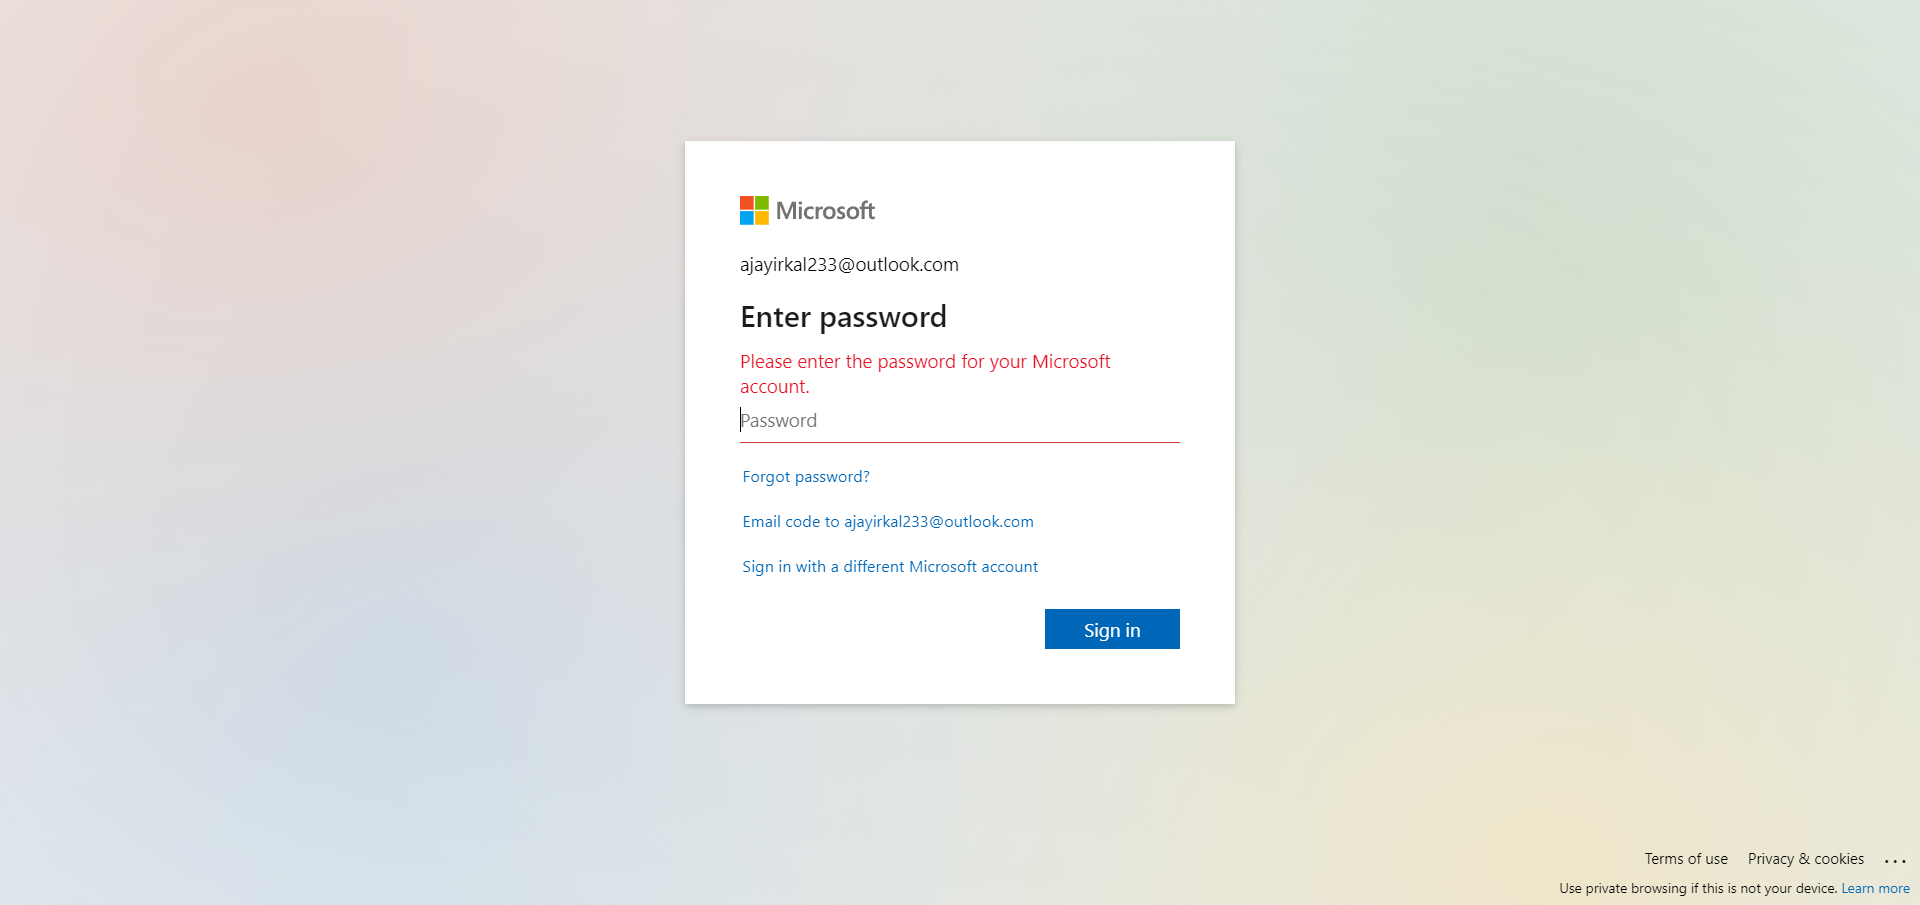 Microsoft
ajayirkal233@outlook.com
Enter password
Please enter the password for your Microsoft
account.
Password
Forgot password?
Email code to ajayirkal233@outlook.com
Sign in with a different Microsoft account
Sign in
Terms of use Privacy & cookies ...
Use private browsing if this is not your device. Learn more